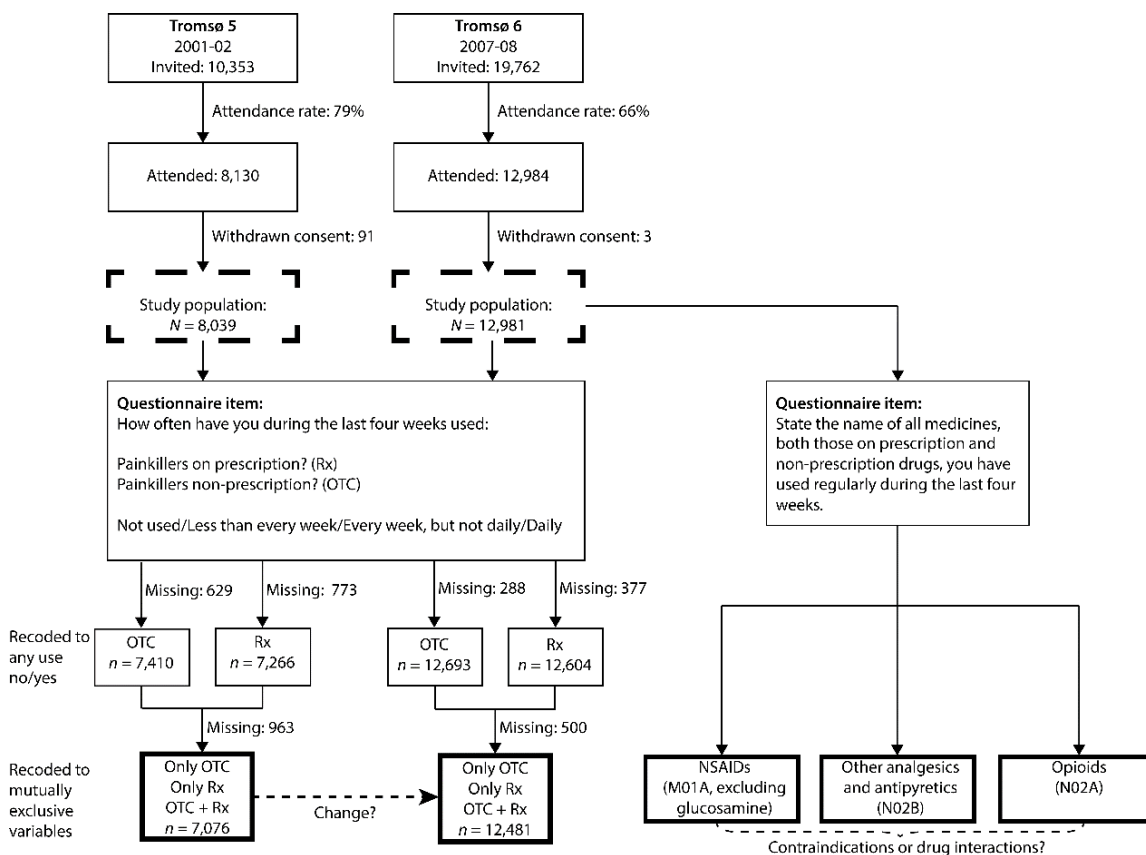 Tromsø 5
2001-02
Invited: 10,353
Tromsø 6
2007-08
Invited: 19,762
Attendance rate: 79%
Attendance rate: 66%
Attended: 8,130
Attended: 12,984
Withdrawn consent: 91
Withdrawn consent: 3
Study population:
N = 8,039
Study population:
N = 12,981
Questionnaire item:
How often have you during the last four weeks used:
Painkillers on prescription? (Rx)
Painkillers non-prescription? (OTC)
Not used/Less than every week/Every week, but not daily/Daily
Questionnaire item:
State the name of all medicines,
both those on prescription and
non-prescription drugs, you have
used regularly during the last four
weeks.
Missing: 629
Missing: 773
Missing: 288
Missing: 377
Recoded to
any use
no/yes
OTC
n = 7,410
Rx
n = 7,266
OTC
n = 12,693
Rx
n = 12,604
Missing: 963
Missing: 500
Recoded to
mutually
exclusive
variables
Only OTC
Only Rx
OTC + Rx
n = 7,076
Change?
Only OTC
Only Rx
OTC + Rx
n = 12,481
NSAIDs
(M01A, excluding
glucosamine)
Other analgesics
and antipyretics
(N02B)
Opioids
(N02A)
Contraindications or drug interactions?